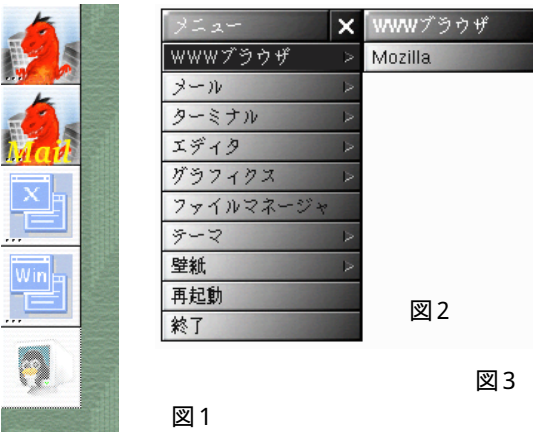 Mail
X
Win
メニュー
WWWブラウザ
メール
ターミナル
エディタ
グラフィクス
ファイルマネージャ
テーマ
壁紙
再起動
終了
WWWブラウザ
Mozilla
図2
図3
図1